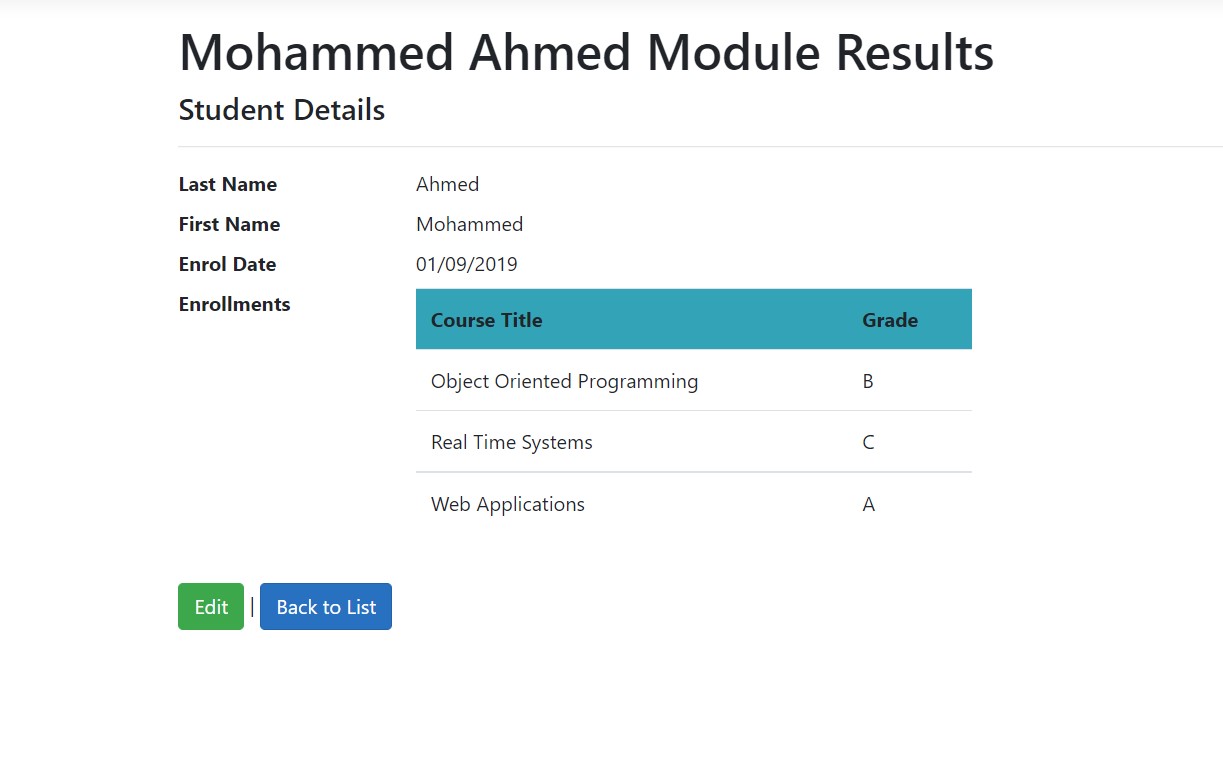 Mohammed Ahmed Module Results
Student Details
Last Name Ahmed
First Name Mohammed
Enrol Date 01/09/2019
Enrollments
Course Title Grade
Object Oriented Programming B
Real Time Systems C
Web Applications A
Edit | Back to List